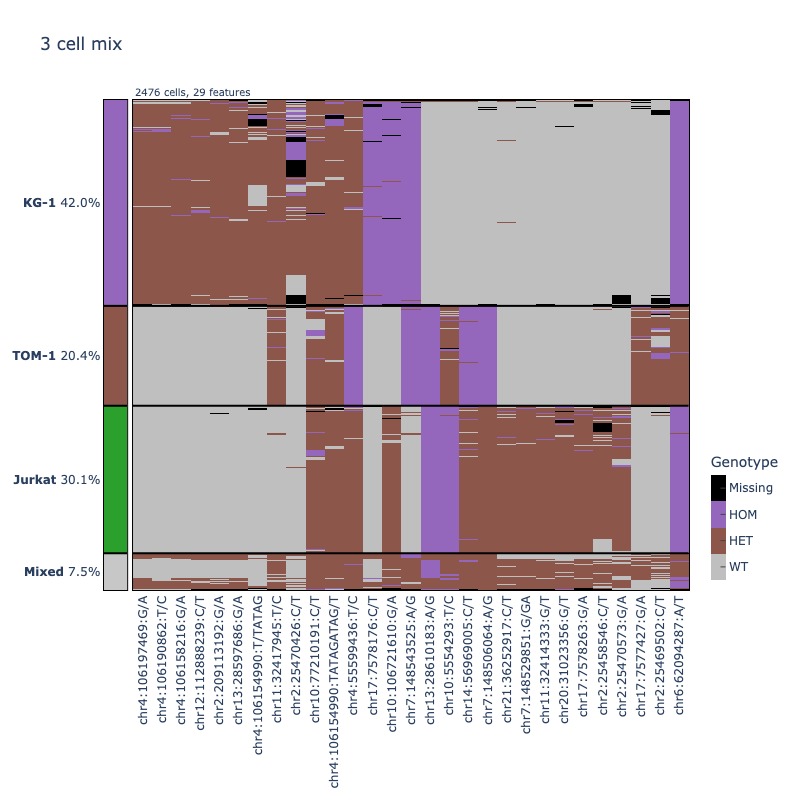 3 cell mix
2476 cells, 29 features
KG-1 42.0%
TOM-1 20.4%
Jurkat 30.1%
Mixed 7.5%
Genotype
Missing
HOM
HET
WT
chr4:106197469:G/A
chr4:106190862:T/C
chr4:106158216:G/A
chr12:112888239:C/T
chr2:209113192:G/A
chr13:28597686:G/A
chr4:106154990:T/TATAG
chr11:32417945:T/C
chr2:25470426:C/T
chr10:77210191:C/T
chr4:106154990:TATAGATAG/T
chr4:55599436:T/C
chr17:7578176:C/T
chr10:106721610:G/A
chr7:148543525:A/G
chr13:28610183:A/G
chr10:5554293:T/C
chr14:56969005:C/T
chr7:148506064:A/G
chr21:36252917:C/T
chr7:148529851:G/GA
chr11:32414333:G/T
chr20:31023356:G/T
chr17:7578263:G/A
chr2:25458546:C/T
chr2:25470573:G/A
chr17:7577427:G/A
chr2:25469502:C/T
chr6:62094287:A/T